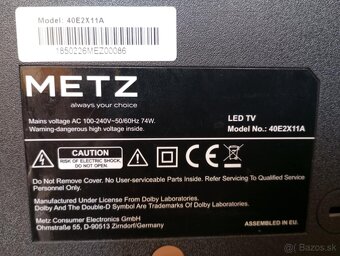 Model: 40E2X11A
1850226MEZ00086
METZ
always your choice
Mains voltage AC 100-240V~50/60Hz 74W.
Warning-dangerous high voltage inside.
LED TV
Model No.: 40E2X11A
CAUTION
RISK OF ELECTRIC SHOCK.
DO NOT OPEN
CE
Do Not Remove Cover. No User-serviceable Parts Inside. Refer Servicing to Qualified
Service Personnel.
Manufactured Under License From Dolby Laboratories.
Dolby And The Double-D Symbol Are Trademarks Of Dolby Laboratories.
Metz Consumer Electronics GmbH
Ohmstraße 55, D-90513 Zirndorf/Germany
ASSEMBLED IN EU.
bazos.sk